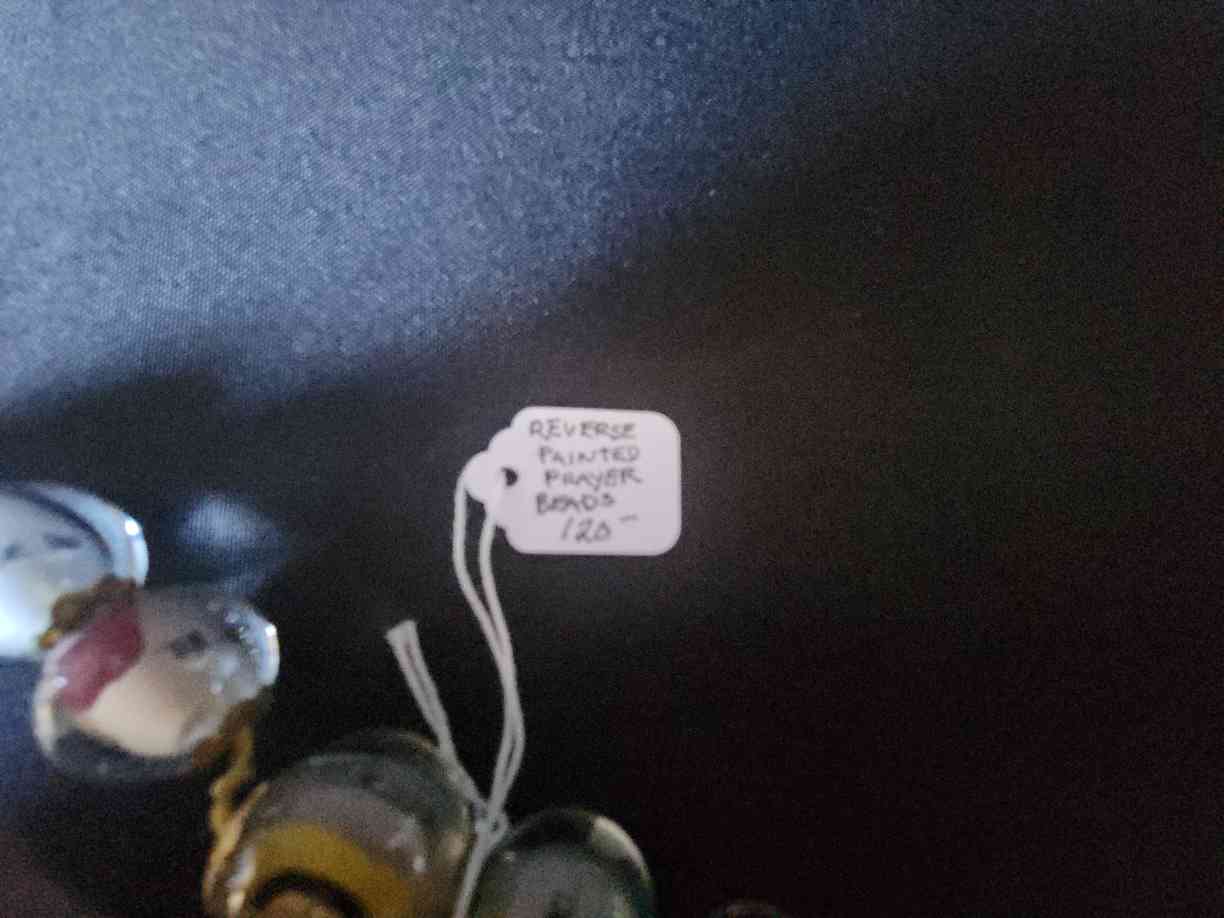 REVERSE
PAINTED
PRAYER
BEADS
120-